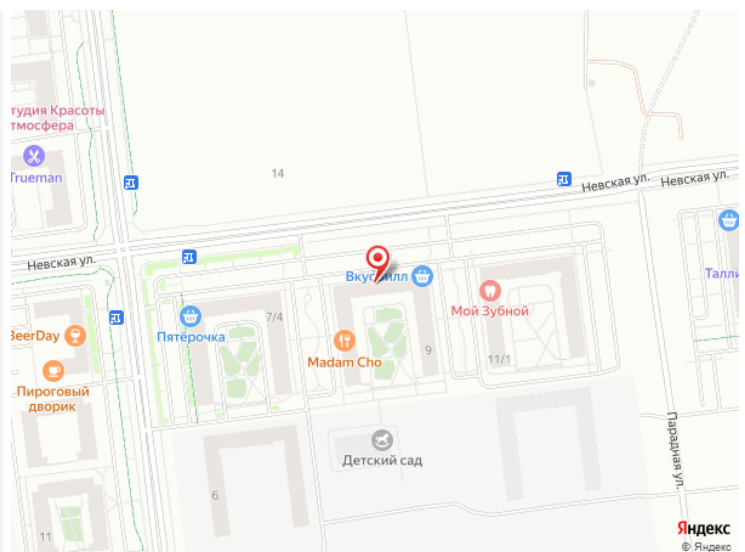 тудия Красоты
тмосфера
Trueman
14
Невская ул.
Невская ул.
Невская ул.
Вкусвилл
Талли
Мой Зубной
7/4
Пятёрочка
BeerDay
Madam Cho
9
11/1
Пироговый
дворик
Детский сад
Парадная ул.
6
11
Яндекс
© Яндекс